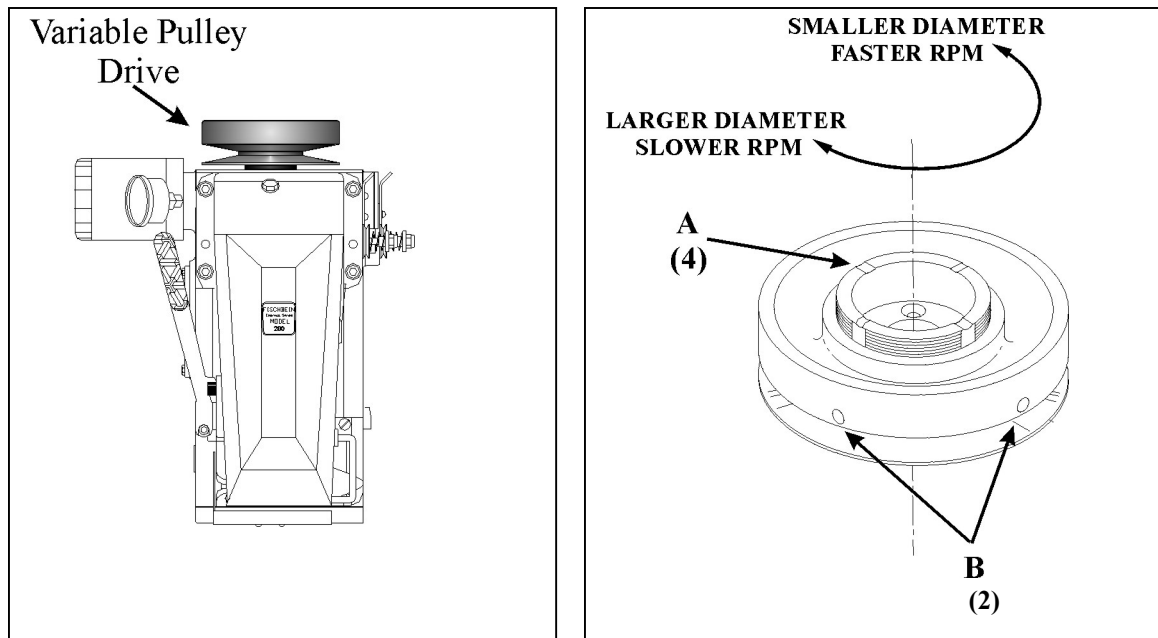 Variable Pulley
Drive
FISCHBEIN
MODEL
200
SMALLER DIAMETER
FASTER RPM
LARGER DIAMETER
SLOWER RPM
A
(4)
B
(2)